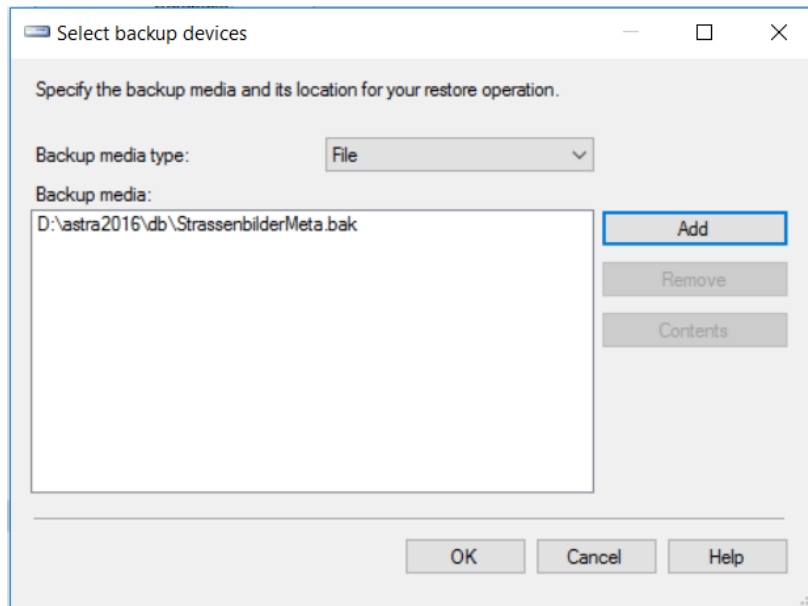 Select backup devices
Specify the backup media and its location for your restore operation.
Backup media type:
File
Backup media:
D:\astra2016\db\StrassenbilderMeta.bak
Add
Remove
Contents
OK
Cancel
Help